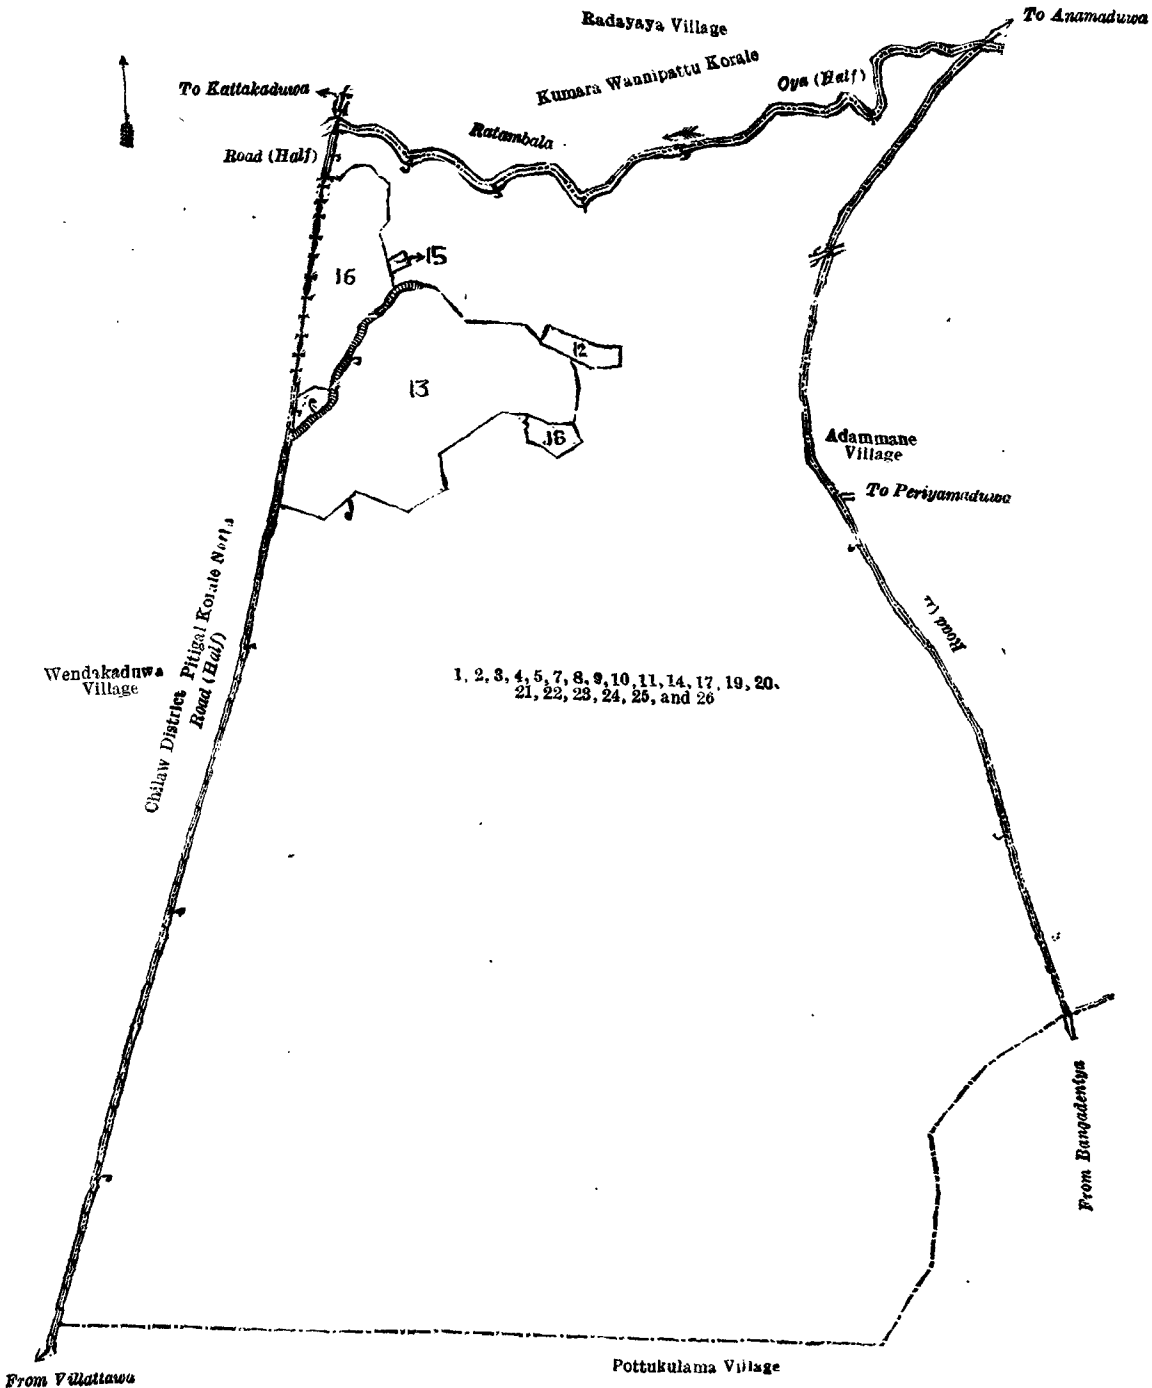 Radayaya Village
To Anamaduwa
Kumara Wannipattu Korale
Oya (Half)
To Kattakaduwa
Ratambala
Road (Half)
15
16
12
13
16
Adammane
Village
To Periyamaduwa
Chilaw District Pitigal Korale North
Road (Half)
Road
Wendakaduwa
Village
1, 2, 3, 4, 5, 7, 8, 9, 10, 11, 14, 17, 19, 20,
21, 22, 23, 24, 25, and 26
From Bangadeniya
Pottukulama Village
From Villattawa